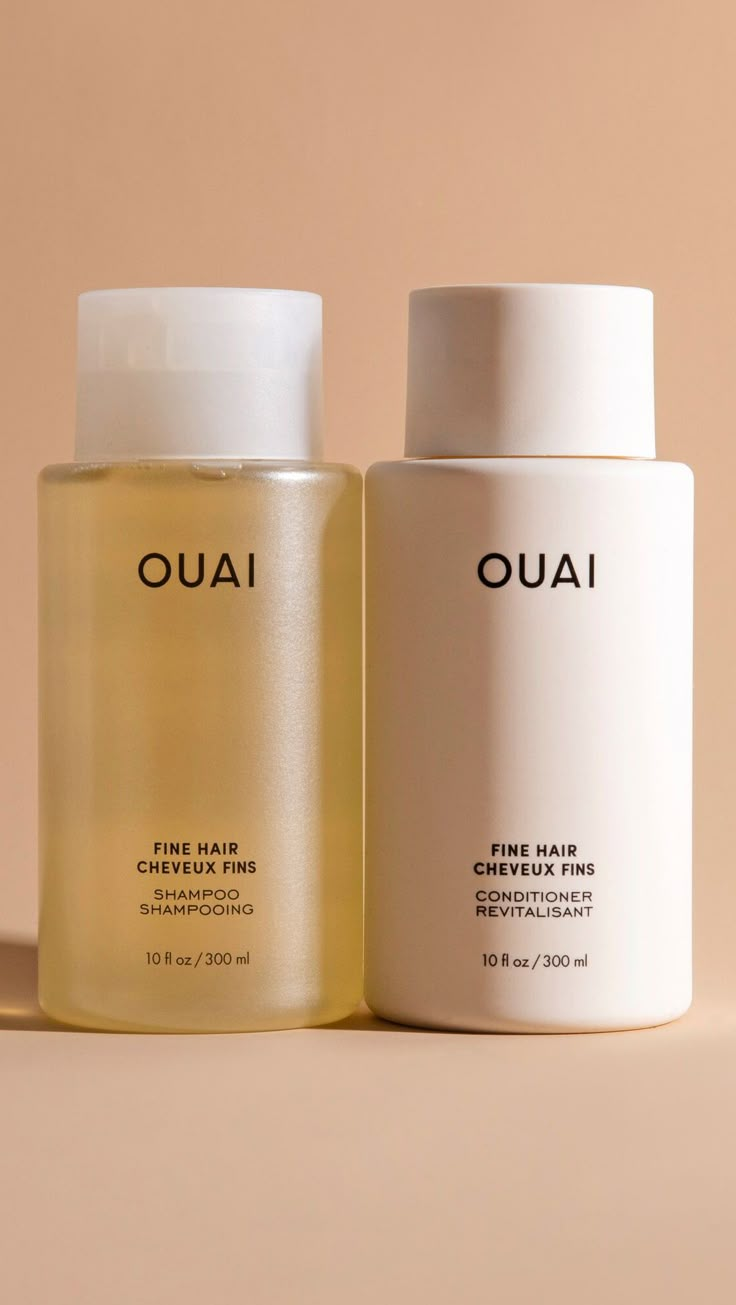 OUAI
FINE HAIR
CHEVEUX FINS
SHAMPOO
SHAMPOOING
10 fl oz / 300 ml
OUAI
FINE HAIR
CHEVEUX FINS
CONDITIONER
REVITALISANT
10 fl oz / 300 ml